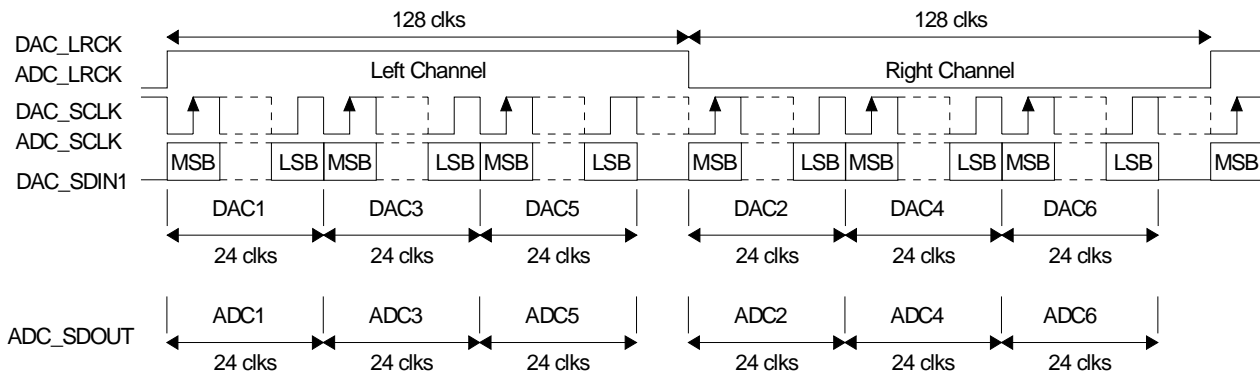 128 clks 128 clks
DAC_LRCK
ADC_LRCK Left Channel Right Channel
DAC_SCLK
ADC_SCLK
MSB LSB MSB LSB MSB LSB MSB LSB MSB LSB MSB LSB MSB
DAC_SDIN1
DAC1 DAC3 DAC5 DAC2 DAC4 DAC6
24 clks 24 clks 24 clks 24 clks 24 clks 24 clks
ADC1 ADC3 ADC5 ADC2 ADC4 ADC6
ADC_SDOUT
24 clks 24 clks 24 clks 24 clks 24 clks 24 clks